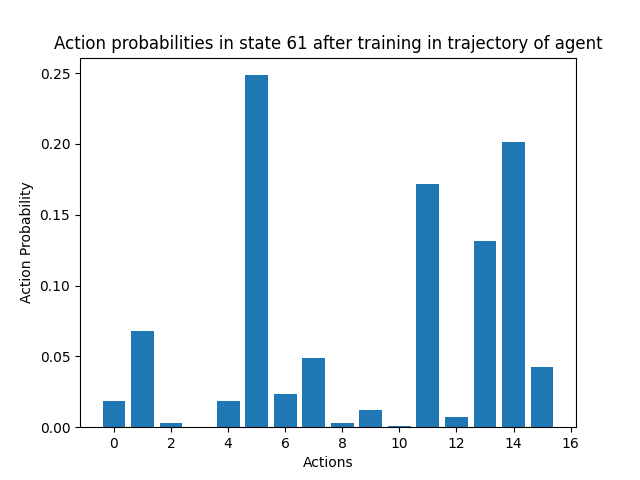 Action probabilities in state 61 after training in trajectory of agent
Action Probability
0.25
0.20
0.15
0.10
0.05
0.00
0 2 4 6 8 10 12 14 16
Actions